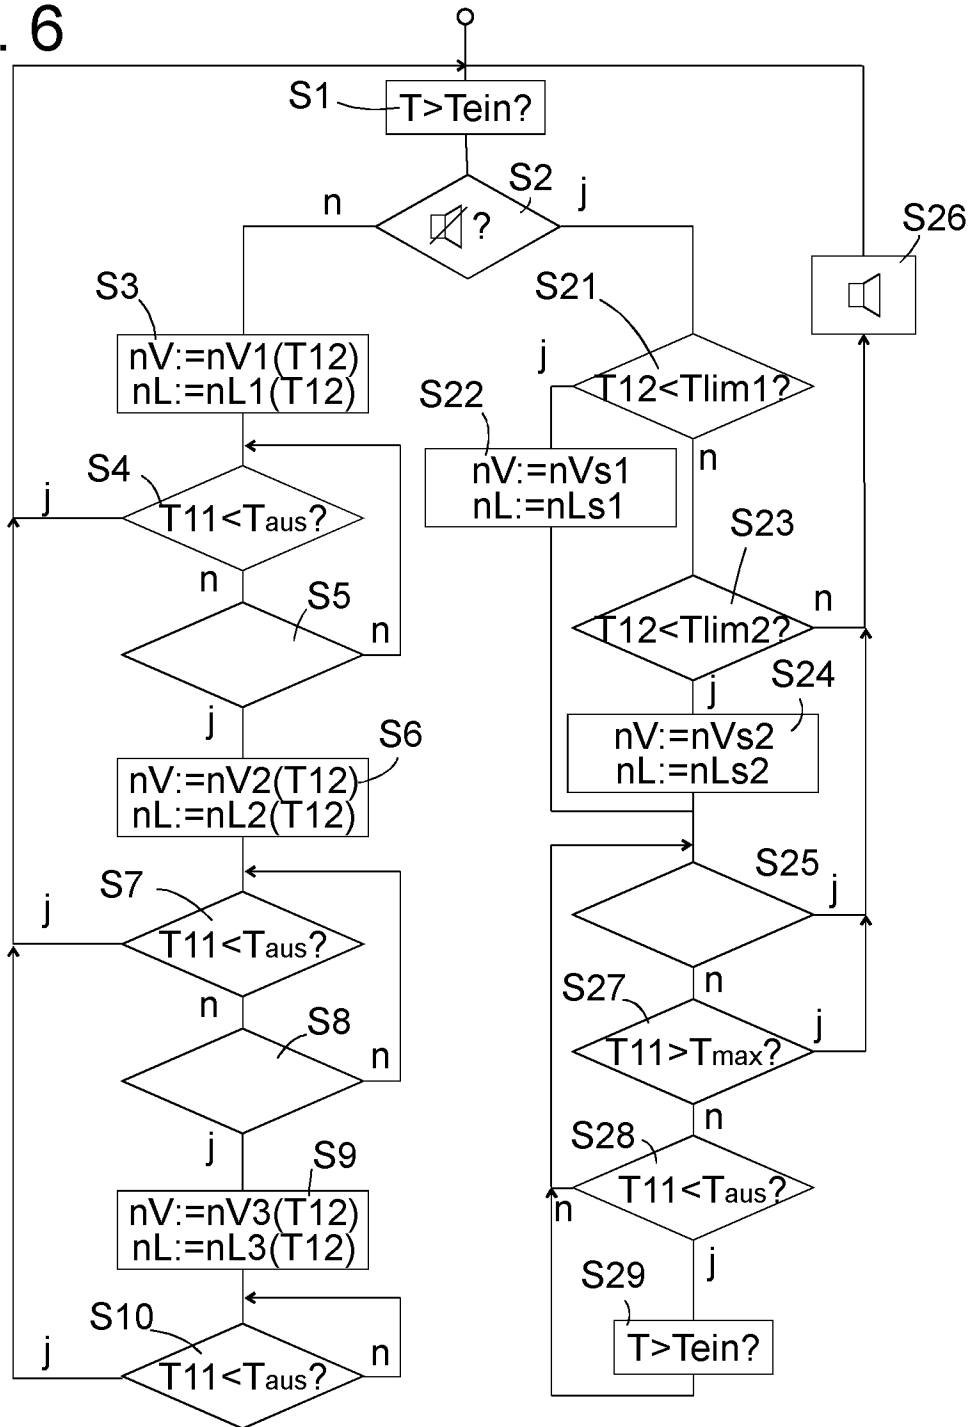 . 6
S1
T>Tein?
S2
n
j
?
S26
S3
S21
nV:=nV1(T12)
nL:=nL1(T12)
j
T12<Tlim1?
S22
n
nV:=nVs1
nL:=nLs1
S4
j
T11<Taus?
S23
n
S5
n
n
T12<Tlim2?
j
S24
j
S6
nV:=nVs2
nL:=nLs2
nV:=nV2(T12)
nL:=nL2(T12)
S7
S25
j
j
T11<Taus?
n
n
S27
S8
j
n
T11>Tmax?
j
n
S28
S9
T11<Taus?
nV:=nV3(T12)
nL:=nL3(T12)
n
j
S29
S10
j
n
T>Tein?
T11<Taus?